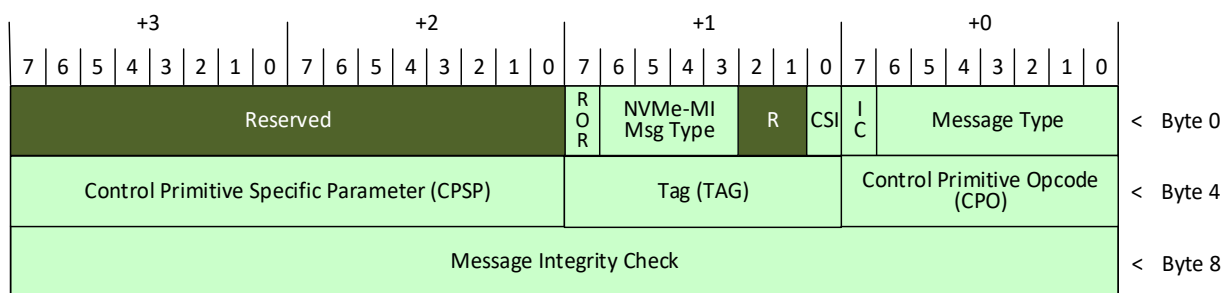 +3 +2 +1 +0
7 6 5 4 3 2 1 0 7 6 5 4 3 2 1 0 7 6 5 4 3 2 1 0 7 6 5 4 3 2 1 0
Reserved
R
O
R
NVMe-MI
Msg Type
R
CSI
I
C
Message Type
< Byte 0
Control Primitive Specific Parameter (CPSP)
Tag (TAG)
Control Primitive Opcode
(CPO)
< Byte 4
Message Integrity Check
< Byte 8